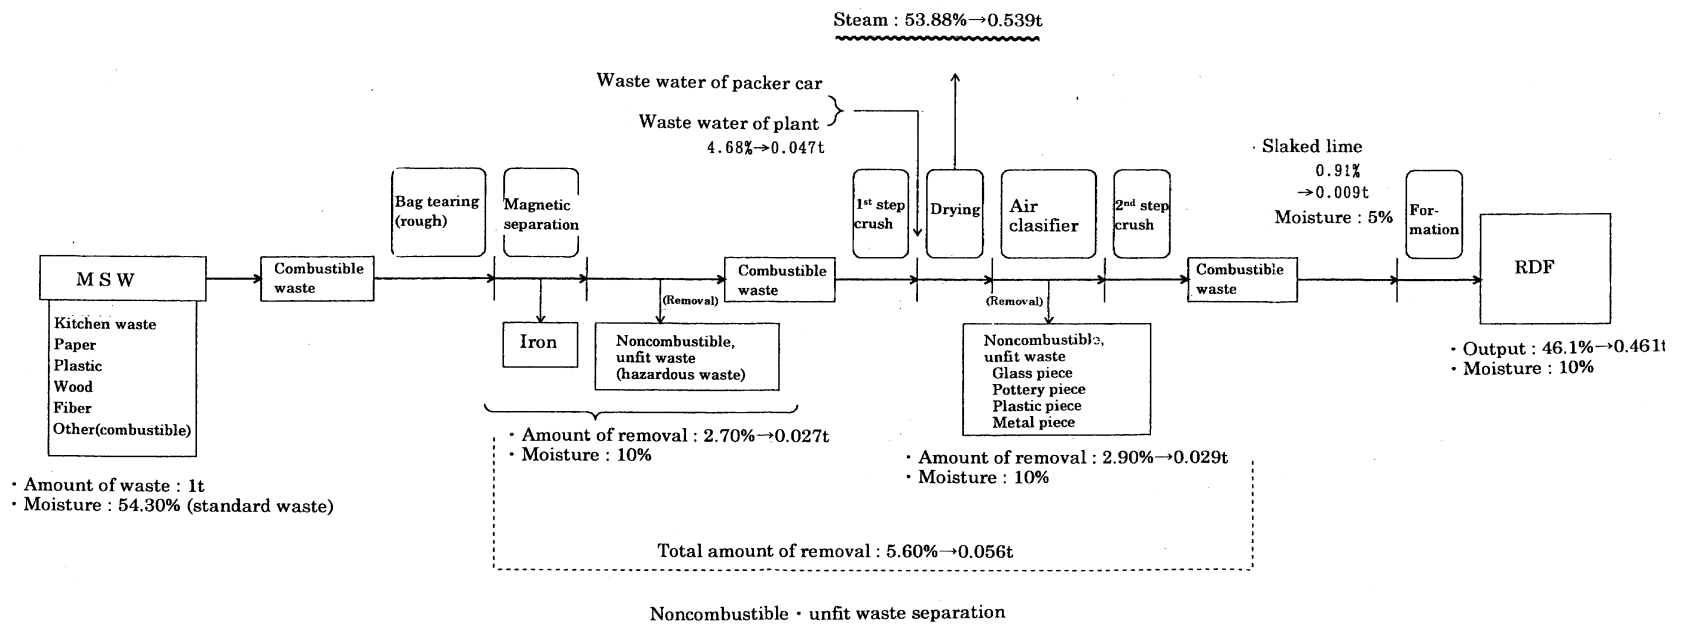 Steam : 53.88%→0.539t
Waste water of packer car
Waste water of plant
4.68%→0.047t
・Slaked lime
0.91%
→0.009t
Moisture : 5%
Bag tearing
(rough)
Magnetic
separation
1st step
crush
Drying
Air
clasifier
2nd step
crush
For-
mation
MSW
Combustible
waste
Combustible
waste
Combustible
waste
RDF
(Removal)
(Removal)
Kitchen waste
Paper
Plastic
Wood
Fiber
Other(combustible)
Iron
Noncombustible,
unfit waste
(hazardous waste)
Noncombustible,
unfit waste
Glass piece
Pottery piece
Plastic piece
Metal piece
・Output : 46.1%→0.461t
・Moisture : 10%
・Amount of removal : 2.70%→0.027t
・Moisture : 10%
・Amount of removal : 2.90%→0.029t
・Moisture : 10%
・Amount of waste : 1t
・Moisture : 54.30% (standard waste)
Total amount of removal : 5.60%→0.056t
Noncombustible・unfit waste separation